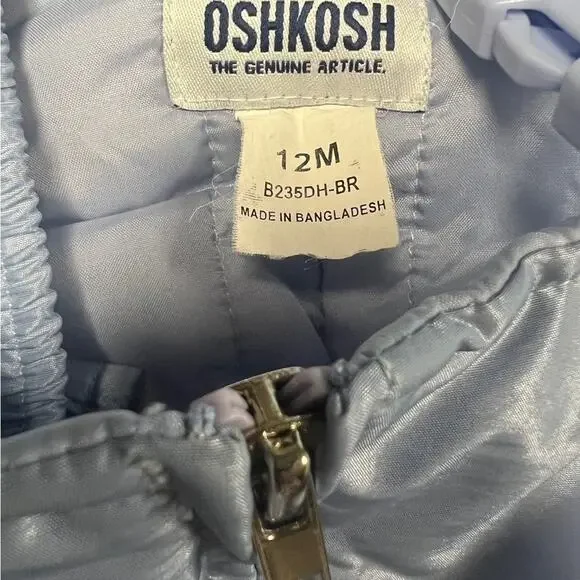 OSHKOSH
THE GENUINE ARTICLE.
12M
B235DH-BR
MADE IN BANGLADESH